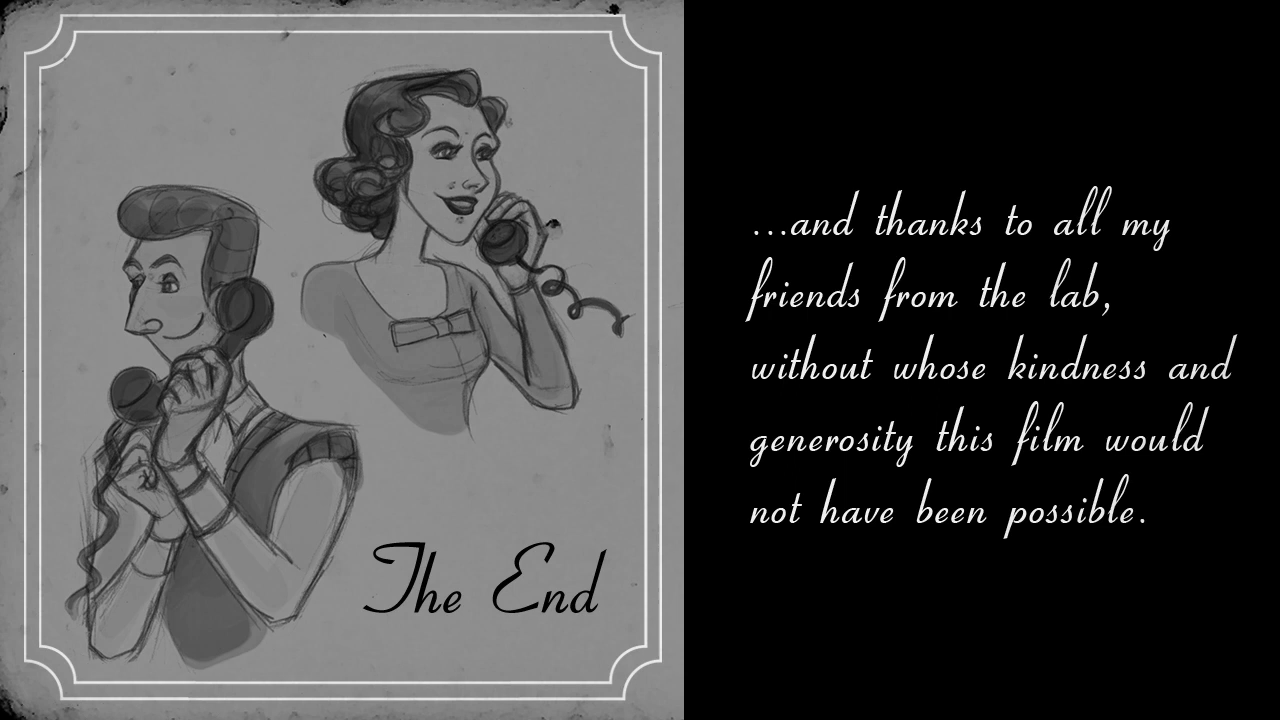 The End
...and thanks to all my
friends from the lab,
without whose kindness and
generosity this film would
not have been possible.